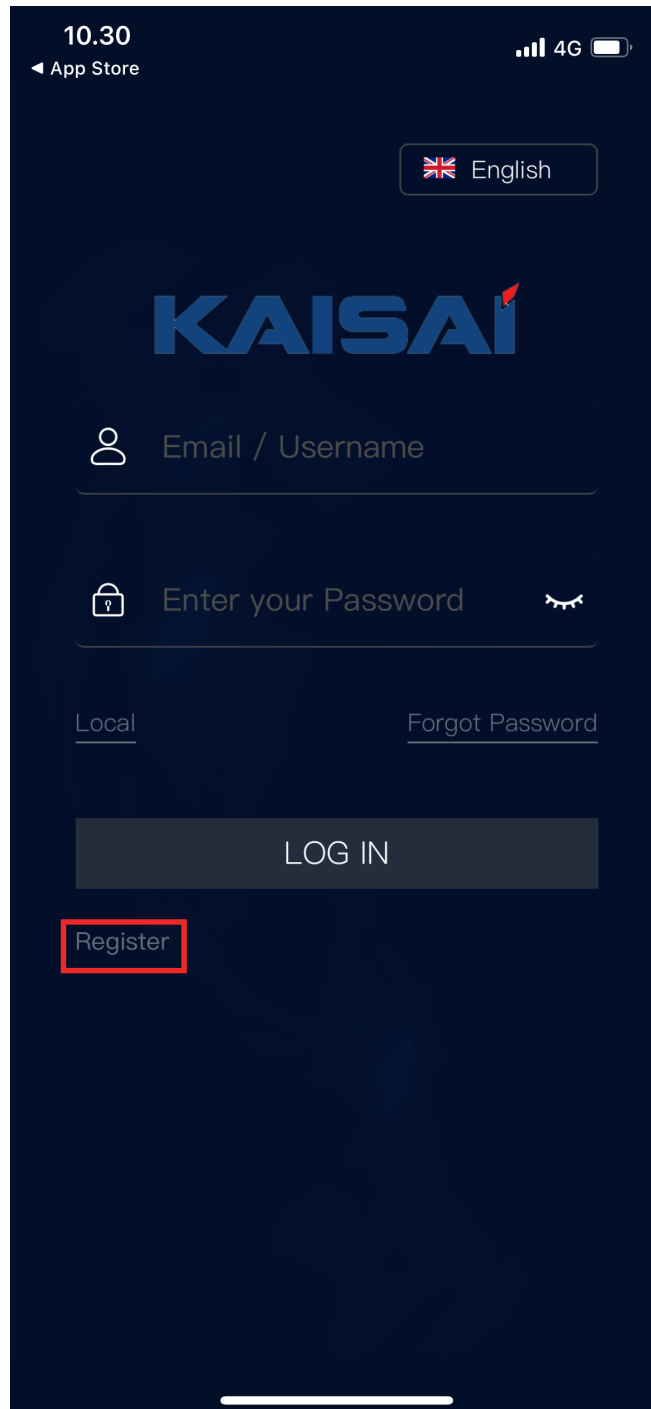 10.30
4G
◀ App Store
English
KAISAI
Email / Username
Enter your Password
Local
Forgot Password
LOG IN
Register